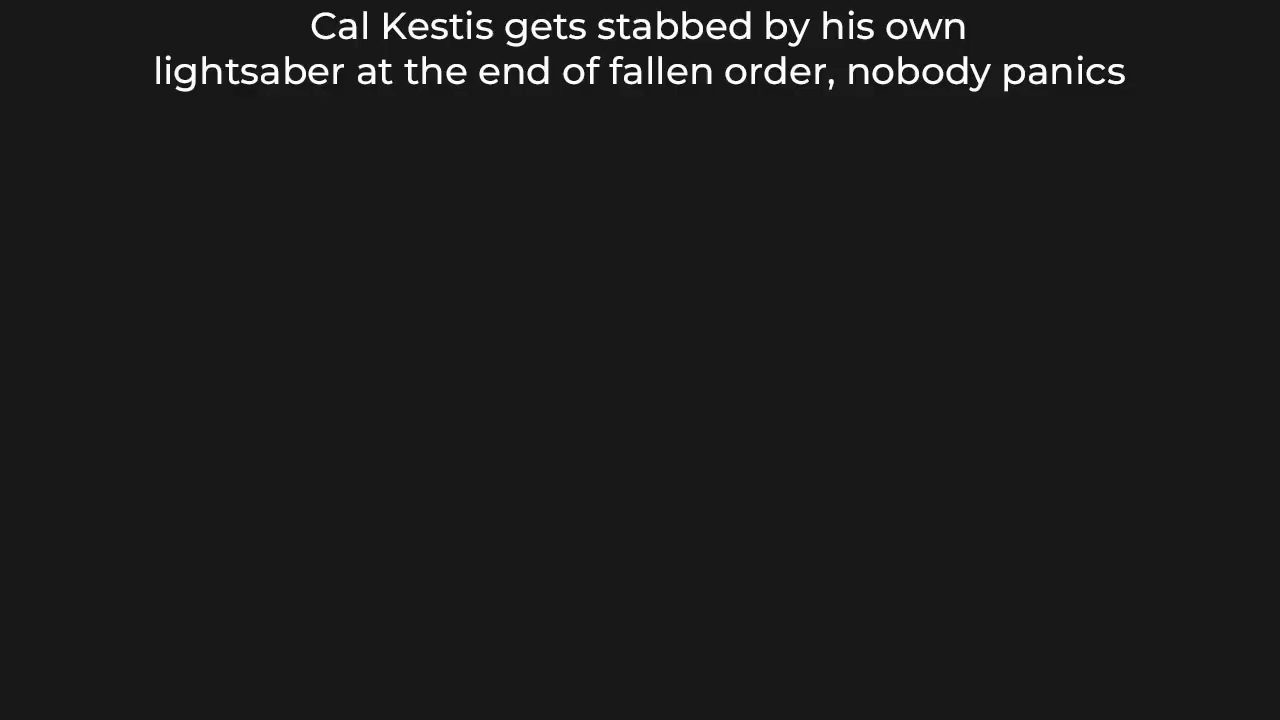 Cal Kestis gets stabbed by his own
lightsaber at the end of fallen order, nobody panics